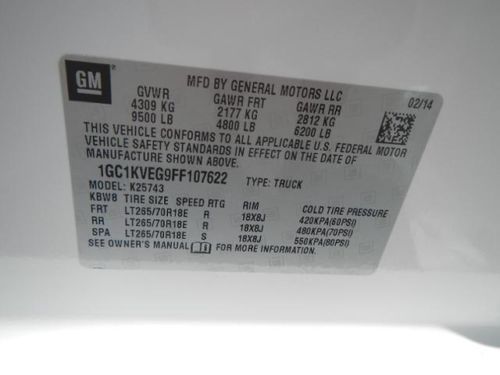 GM
MFD BY GENERAL MOTORS LLC
02/14
GVWR GAWR FRT GAWR RR
4309 KG 2177 KG 2812 KG
9500 LB 4800 LB 6200 LB
THIS VEHICLE CONFORMS TO ALL APPLICABLE U.S. FEDERAL MOTOR
VEHICLE SAFETY STANDARDS IN EFFECT ON THE DATE OF
MANUFACTURE SHOWN ABOVE.
1GC1KVEG9FF107622 TYPE: TRUCK
MODEL: K25743
KBW8 TIRE SIZE SPEED RIM COLD TIRE PRESSURE
FRT LT265/70R18E R 18X8J 420KPA(60PSI)
RR LT265/70R18E R 18X8J 480KPA(70PSI)
SPA LT265/70R18E S 18X8J 550KPA(80PSI)
SEE OWNER'S MANUAL FOR MORE INFORMATION.